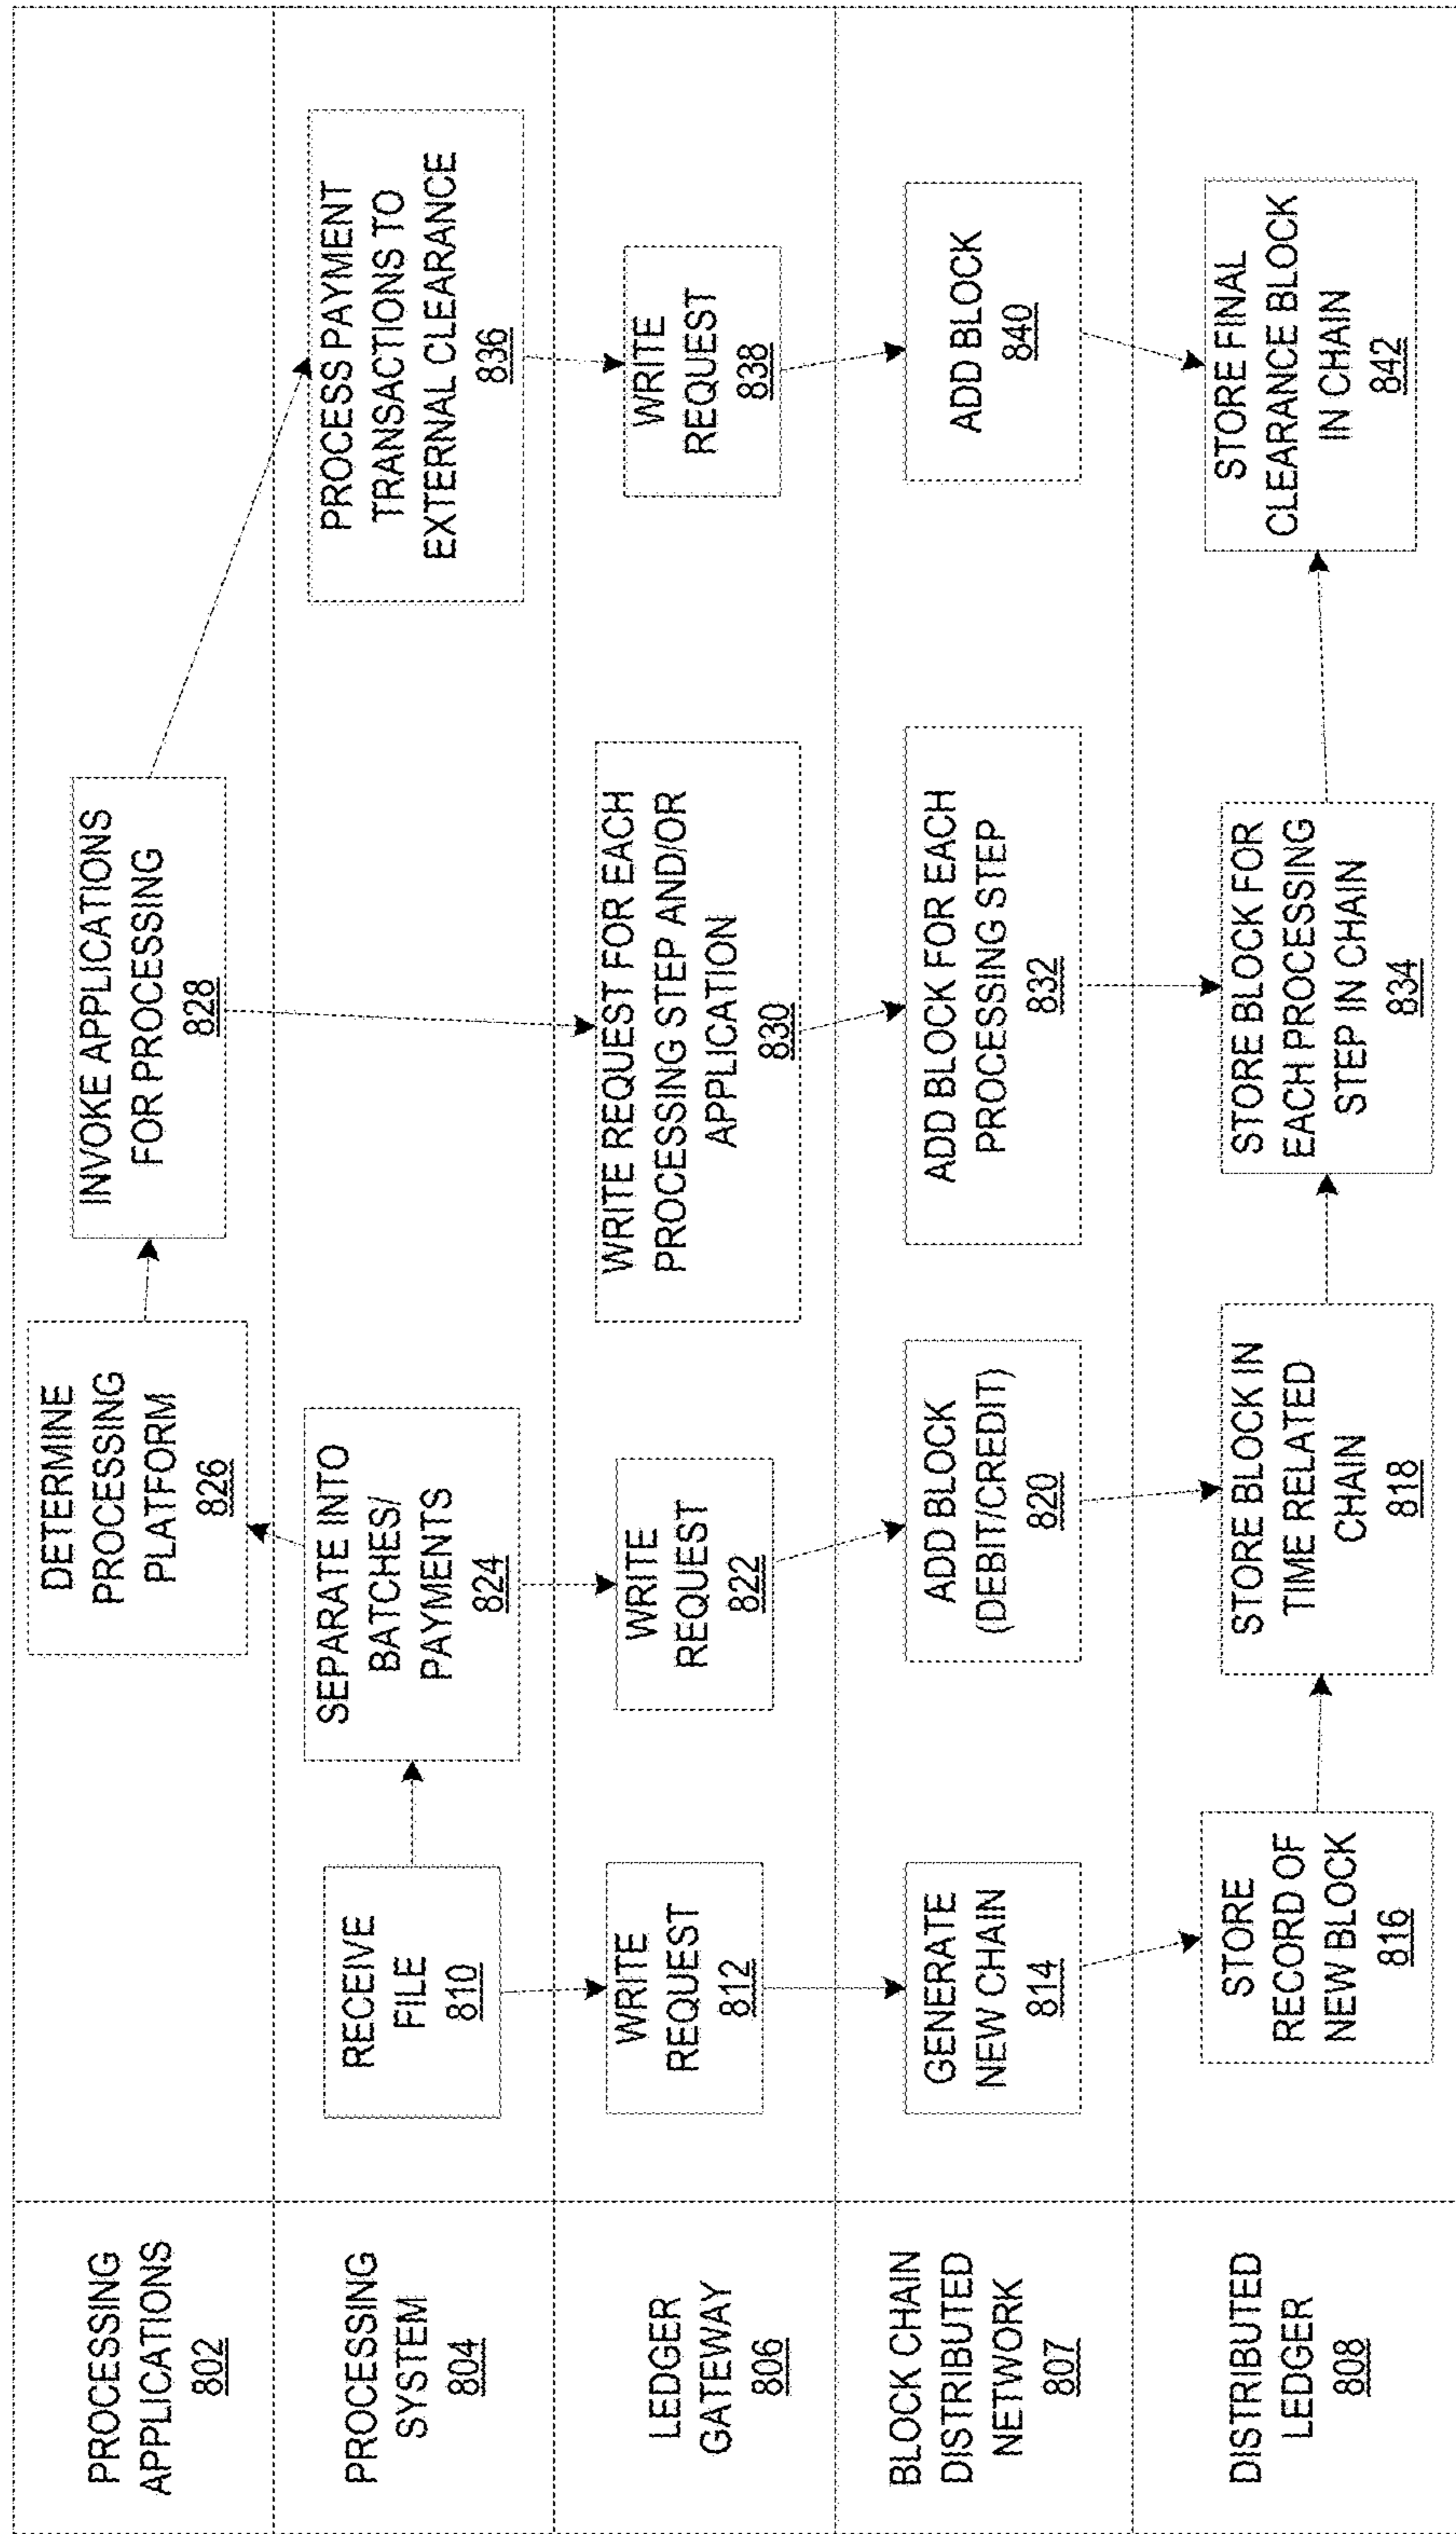 PROCESSING
APPLICATIONS
802
DETERMINE
PROCESSING
PLATFORM
826
INVOKE APPLICATIONS
FOR PROCESSING
828
PROCESSING
SYSTEM
804
RECEIVE
FILE
810
SEPARATE INTO
BATCHES/
PAYMENTS
824
PROCESS PAYMENT
TRANSACTIONS TO
EXTERNAL CLEARANCE
836
LEDGER
GATEWAY
806
WRITE
REQUEST
812
WRITE
REQUEST
822
WRITE REQUEST FOR EACH
PROCESSING STEP AND/OR
APPLICATION
830
WRITE
REQUEST
838
BLOCK CHAIN
DISTRIBUTED
NETWORK
807
GENERATE
NEW CHAIN
814
ADD BLOCK
(DEBIT/CREDIT)
820
ADD BLOCK FOR EACH
PROCESSING STEP
832
ADD BLOCK
840
DISTRIBUTED
LEDGER
808
STORE
RECORD OF
NEW BLOCK
816
STORE BLOCK IN
TIME RELATED
CHAIN
818
STORE BLOCK FOR
EACH PROCESSING
STEP IN CHAIN
834
STORE FINAL
CLEARANCE BLOCK
IN CHAIN
842